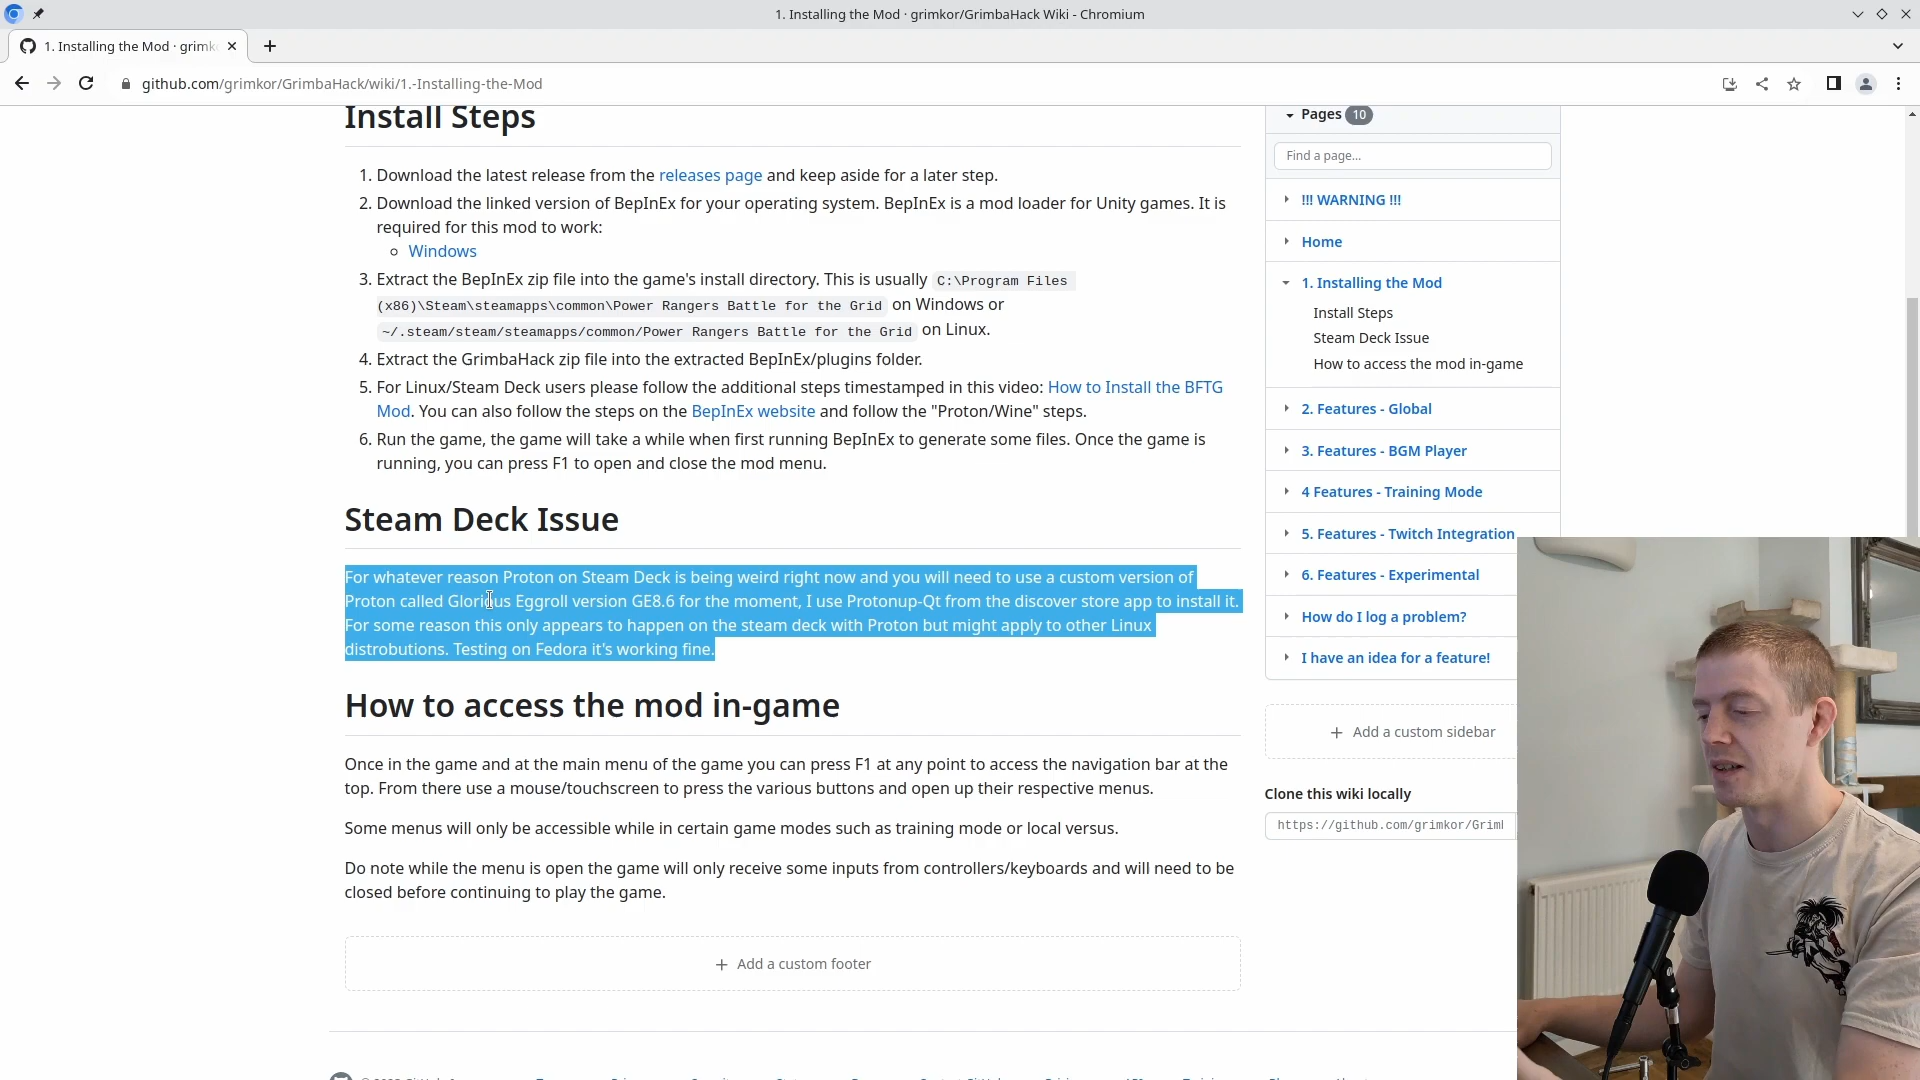 1. Installing the Mod · grimkor/GrimbaHack Wiki - Chromium
1. Installing the Mod · grimk
github.com/grimkor/GrimbaHack/wiki/1.-Installing-the-Mod
Install Steps
1. Download the latest release from the releases page and keep aside for a later step.
2. Download the linked version of BepInEx for your operating system. BepInEx is a mod loader for Unity games. It is
required for this mod to work:
Windows
3. Extract the BepInEx zip file into the game's install directory. This is usually C:\Program Files
(x86)\Steam\steamapps\common\Power Rangers Battle for the Grid on Windows or
~/.steam/steam/steamapps/common/Power Rangers Battle for the Grid on Linux.
4. Extract the GrimbaHack zip file into the extracted BepInEx/plugins folder.
5. For Linux/Steam Deck users please follow the additional steps timestamped in this video: How to Install the BFTG
Mod. You can also follow the steps on the BepInEx website and follow the "Proton/Wine" steps.
6. Run the game, the game will take a while when first running BepInEx to generate some files. Once the game is
running, you can press F1 to open and close the mod menu.
Steam Deck Issue
For whatever reason Proton on Steam Deck is being weird right now and you will need to use a custom version of
Proton called Glorious Eggroll version GE8.6 for the moment, I use Protonup-Qt from the discover store app to install it.
For some reason this only appears to happen on the steam deck with Proton but might apply to other Linux
distrobutions. Testing on Fedora it's working fine.
How to access the mod in-game
Once in the game and at the main menu of the game you can press F1 at any point to access the navigation bar at the
top. From there use a mouse/touchscreen to press the various buttons and open up their respective menus.
Some menus will only be accessible while in certain game modes such as training mode or local versus.
Do note while the menu is open the game will only receive some inputs from controllers/keyboards and will need to be
closed before continuing to play the game.
Add a custom footer
Pages 10
Find a page...
!!! WARNING !!!
Home
1. Installing the Mod
Install Steps
Steam Deck Issue
How to access the mod in-game
2. Features - Global
3. Features - BGM Player
4 Features - Training Mode
5. Features - Twitch Integration
6. Features - Experimental
How do I log a problem?
I have an idea for a feature!
Add a custom sidebar
Clone this wiki locally
https://github.com/grimkor/Grim